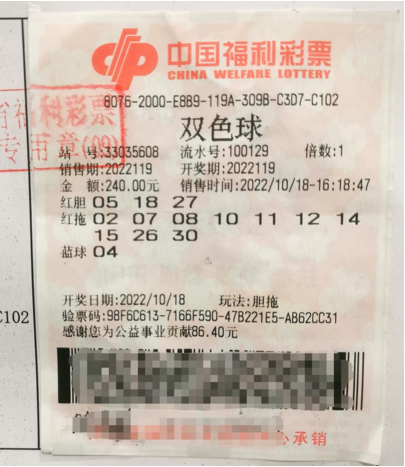 中国福利彩票
CHINA WELFARE LOTTERY
8076-2000-E8B9-119A-309B-C3D7-C102
省福利彩票
专用章(09)
双色球
站 号:33035608 流水号:100129 倍数:1
销售期:2022119 开奖期:2022119
金 额:240.00元 销售时间:2022/10/18-16:18:47
红胆 05 18 27
红拖 02 07 08 10 11 12 14
15 26 30
蓝球 04
开奖日期:2022/10/18 玩法:胆拖
C102
验票码:98F6C613-7166F590-47B221E5-AB62CC31
感谢您为公益事业贡献86.40元
心承销